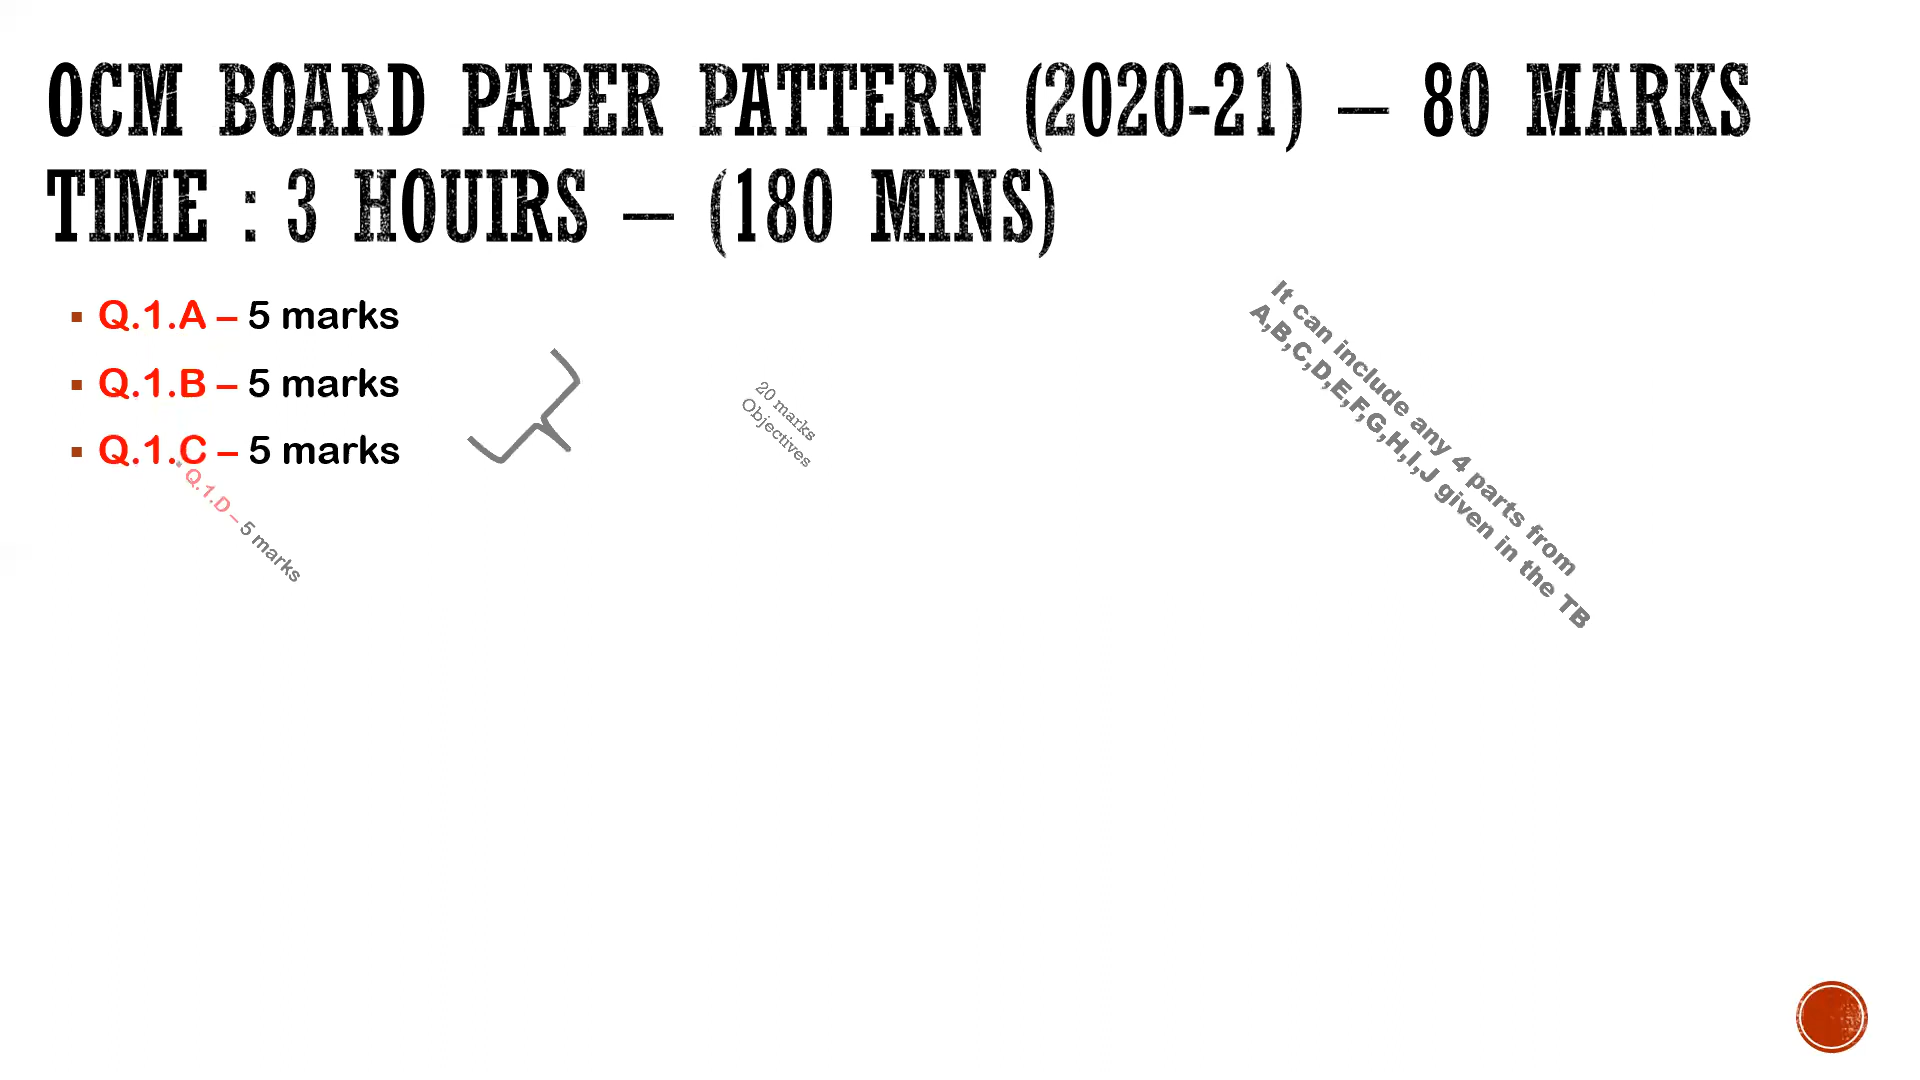 OCM BOARD PAPER PATTERN (2020-21) – 80 MARKS
TIME : 3 HOUIRS – (180 MINS)
▪ Q.1.A – 5 marks
▪ Q.1.B – 5 marks
▪ Q.1.C – 5 marks
▪ Q.1.D – 5 marks
20 marks
Objectives
It can include any 4 parts from
A,B,C,D,E,F,G,H,I,J given in the TB